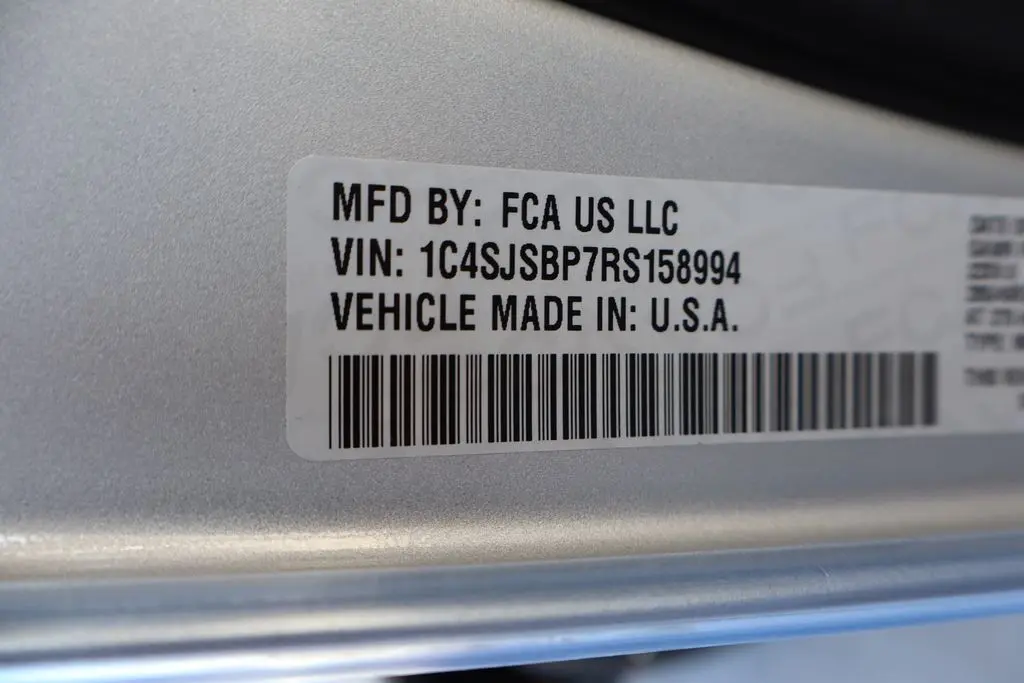 MFD BY: FCA US LLC
VIN: 1C4SJSBP7RS158994
VEHICLE MADE IN: U.S.A.